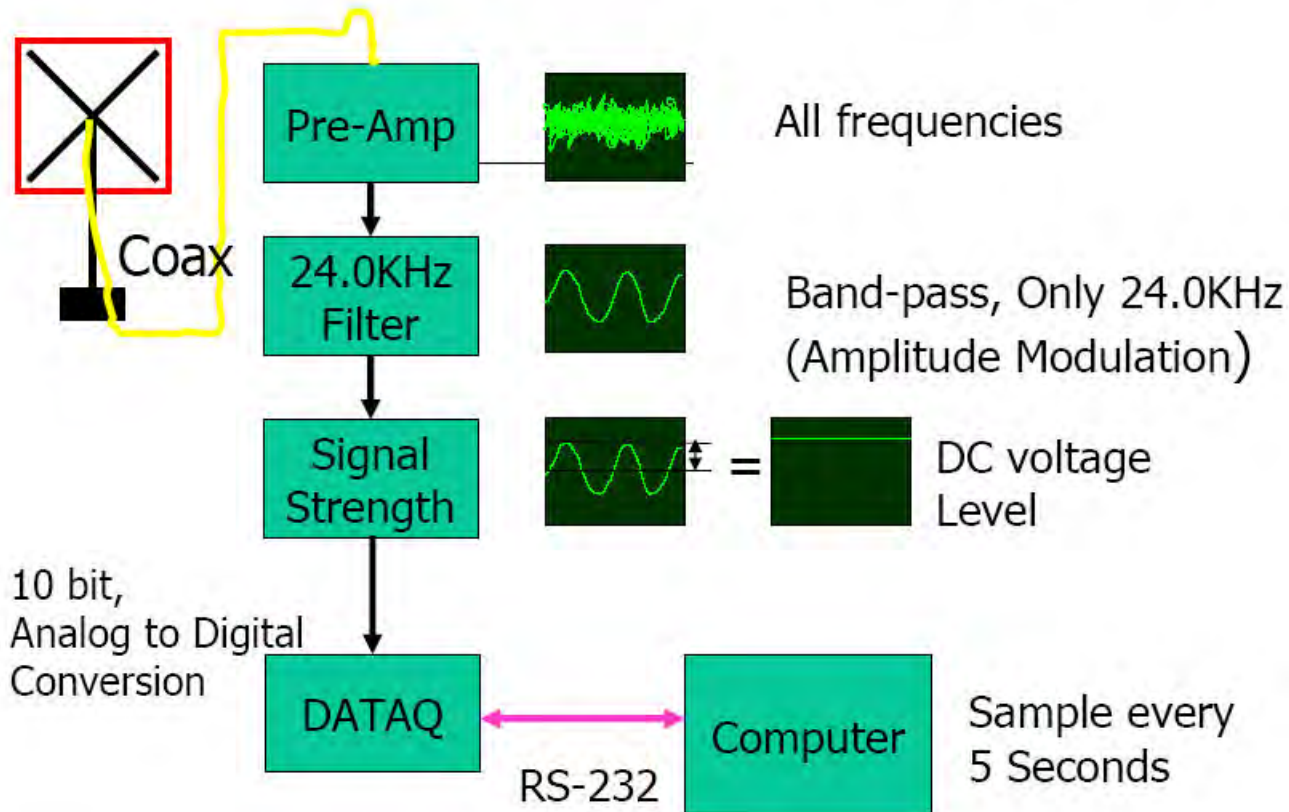 Pre-Amp
All frequencies
Coax
24.0KHz
Filter
Band-pass, Only 24.0KHz
(Amplitude Modulation)
Signal
Strength
=
DC voltage
Level
10 bit,
Analog to Digital
Conversion
DATAQ
RS-232
Computer
Sample every
5 Seconds